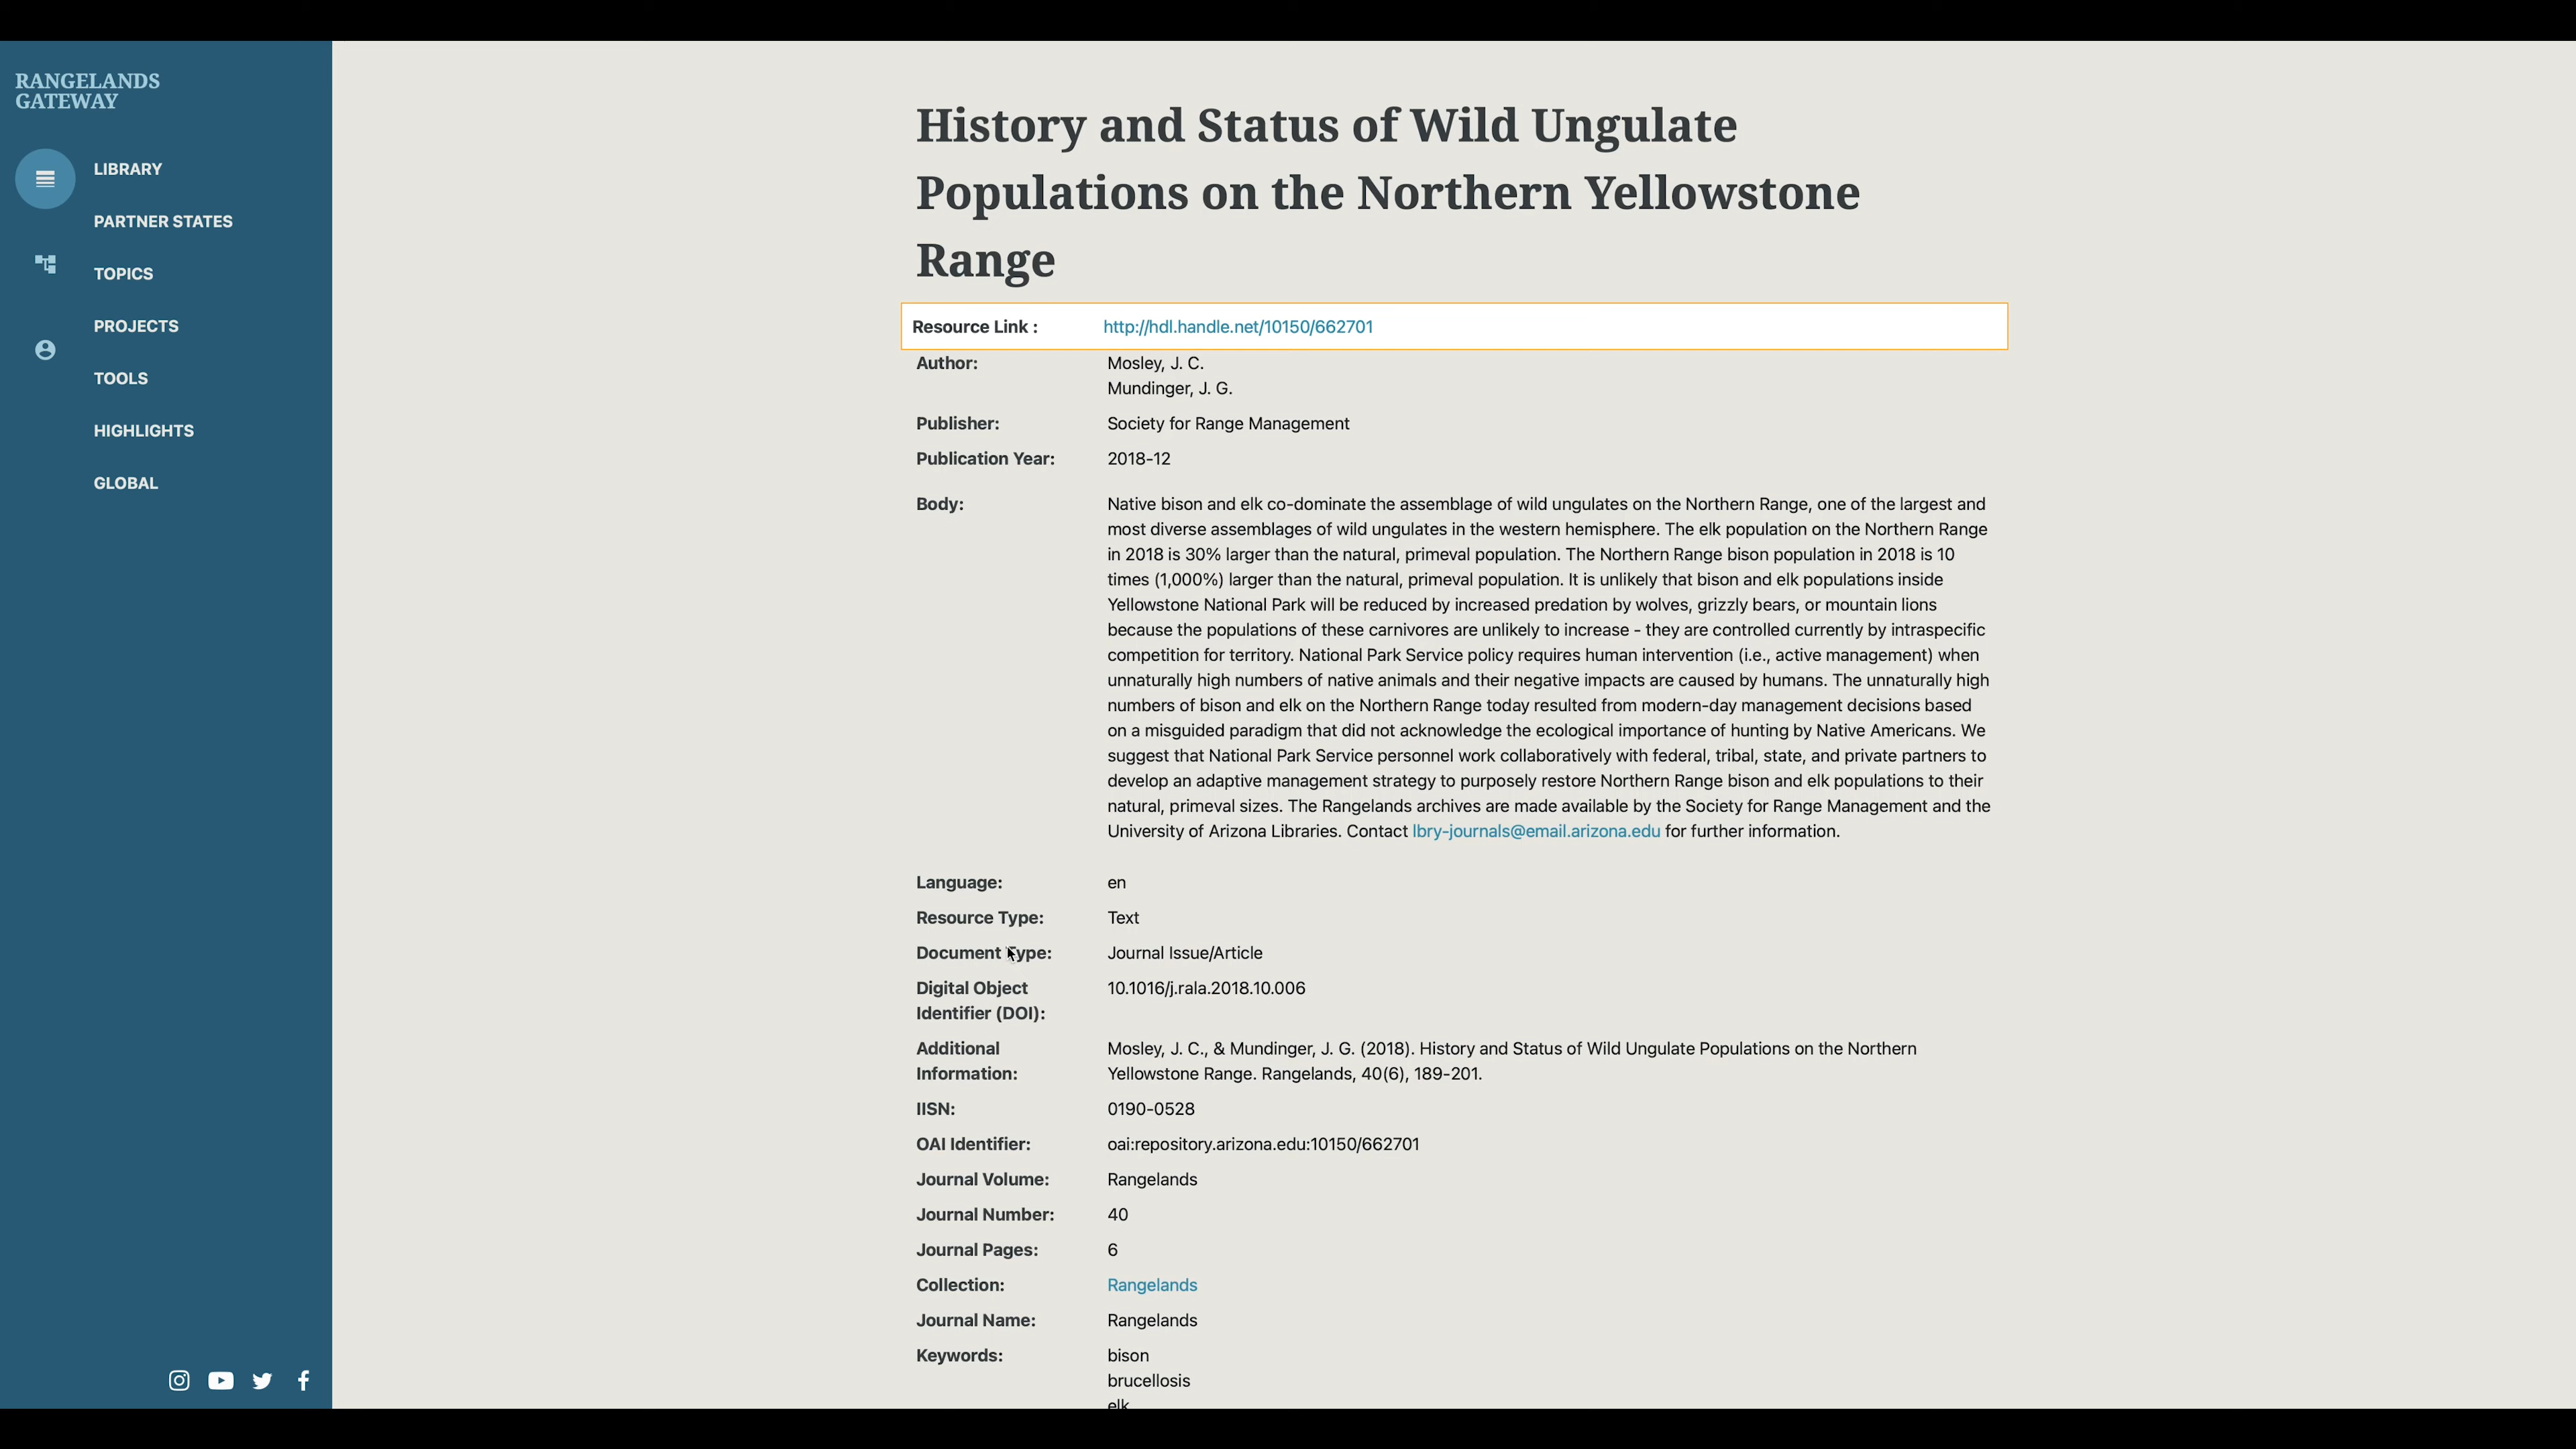 RANGELANDS
GATEWAY
LIBRARY
PARTNER STATES
TOPICS
PROJECTS
TOOLS
HIGHLIGHTS
GLOBAL
History and Status of Wild Ungulate
Populations on the Northern Yellowstone
Range
Resource Link : http://hdl.handle.net/10150/662701
Author: Mosley, J. C.
Mundinger, J. G.
Publisher: Society for Range Management
Publication Year: 2018-12
Body: Native bison and elk co-dominate the assemblage of wild ungulates on the Northern Range, one of the largest and
most diverse assemblages of wild ungulates in the western hemisphere. The elk population on the Northern Range
in 2018 is 30% larger than the natural, primeval population. The Northern Range bison population in 2018 is 10
times (1,000%) larger than the natural, primeval population. It is unlikely that bison and elk populations inside
Yellowstone National Park will be reduced by increased predation by wolves, grizzly bears, or mountain lions
because the populations of these carnivores are unlikely to increase - they are controlled currently by intraspecific
competition for territory. National Park Service policy requires human intervention (i.e., active management) when
unnaturally high numbers of native animals and their negative impacts are caused by humans. The unnaturally high
numbers of bison and elk on the Northern Range today resulted from modern-day management decisions based
on a misguided paradigm that did not acknowledge the ecological importance of hunting by Native Americans. We
suggest that National Park Service personnel work collaboratively with federal, tribal, state, and private partners to
develop an adaptive management strategy to purposely restore Northern Range bison and elk populations to their
natural, primeval sizes. The Rangelands archives are made available by the Society for Range Management and the
University of Arizona Libraries. Contact lbry-journals@email.arizona.edu for further information.
Language: en
Resource Type: Text
Document Type: Journal Issue/Article
Digital Object 10.1016/j.rala.2018.10.006
Identifier (DOI):
Additional Mosley, J. C., & Mundinger, J. G. (2018). History and Status of Wild Ungulate Populations on the Northern
Information: Yellowstone Range. Rangelands, 40(6), 189-201.
IISN: 0190-0528
OAI Identifier: oai:repository.arizona.edu:10150/662701
Journal Volume: Rangelands
Journal Number: 40
Journal Pages: 6
Collection: Rangelands
Journal Name: Rangelands
Keywords: bison
brucellosis
elk